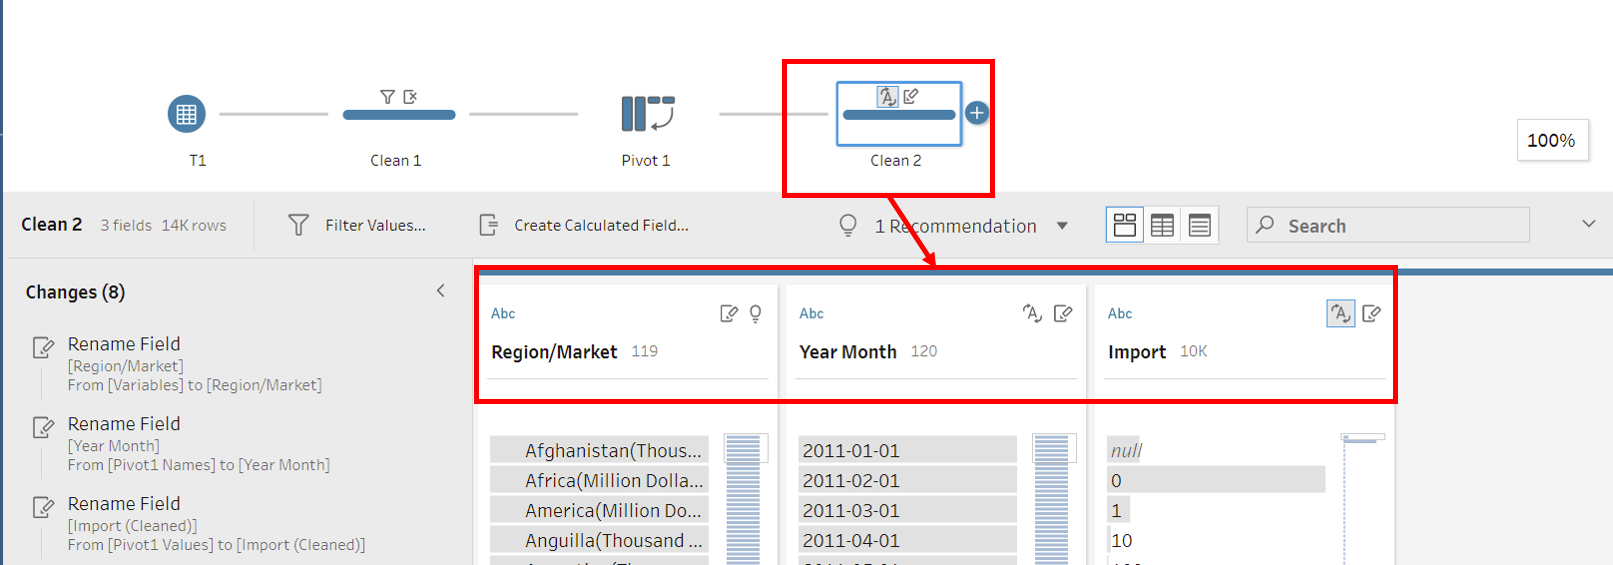 T1
Clean 1
Pivot 1
Clean 2
100%
Clean 2 3 fields 14K rows Filter Values... Create Calculated Field... 1 Recommendation Search
Changes (8)
Rename Field
[Region/Market]
From [Variables] to [Region/Market]
Rename Field
[Year Month]
From [Pivot1 Names] to [Year Month]
Rename Field
[Import (Cleaned)]
From [Pivot1 Values] to [Import (Cleaned)]
Abc
Region/Market 119
Afghanistan(Thous...
Africa(Million Dolla...
America(Million Do...
Anguilla(Thousand ...
Abc
Year Month 120
2011-01-01
2011-02-01
2011-03-01
2011-04-01
Abc
Import 10K
null
0
1
10